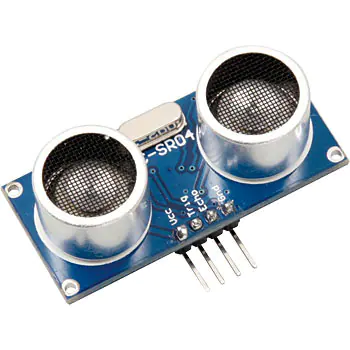 -SR04
Vcc
Trig
Echo
Gnd